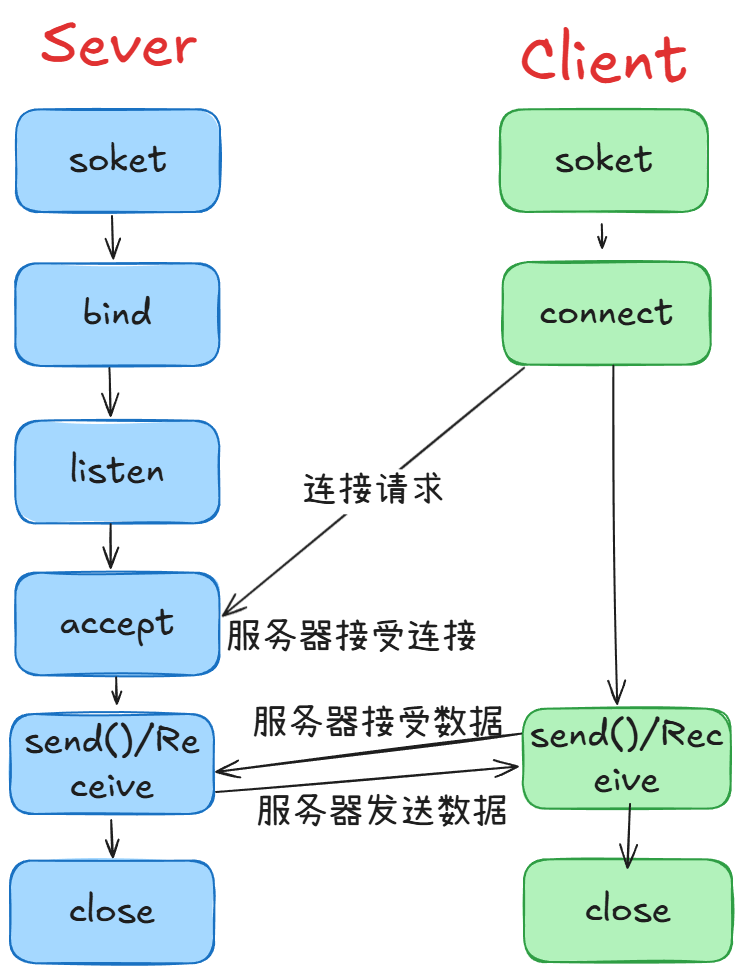 Sever
Client
soket
soket
bind
connect
listen
连接请求
accept
服务器接受连接
服务器接受数据
send()/Re
ceive
send()/Rec
eive
服务器发送数据
close
close